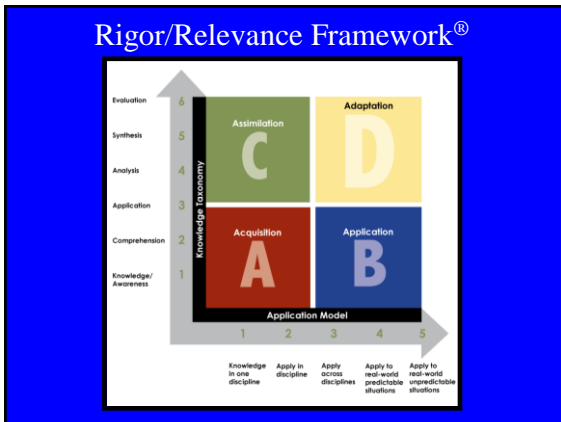 Rigor/Relevance Framework®
Evaluation 6
Synthesis 5
Analysis 4
Application 3
Comprehension 2
Knowledge/
Awareness 1
Knowledge Taxonomy
Assimilation
C
Adaptation
D
Acquisition
A
Application
B
Application Model
1 2 3 4 5
Knowledge
in one
discipline
Apply in
discipline
Apply
across
disciplines
Apply to
real-world
predictable
situations
Apply to
real-world
unpredictable
situations